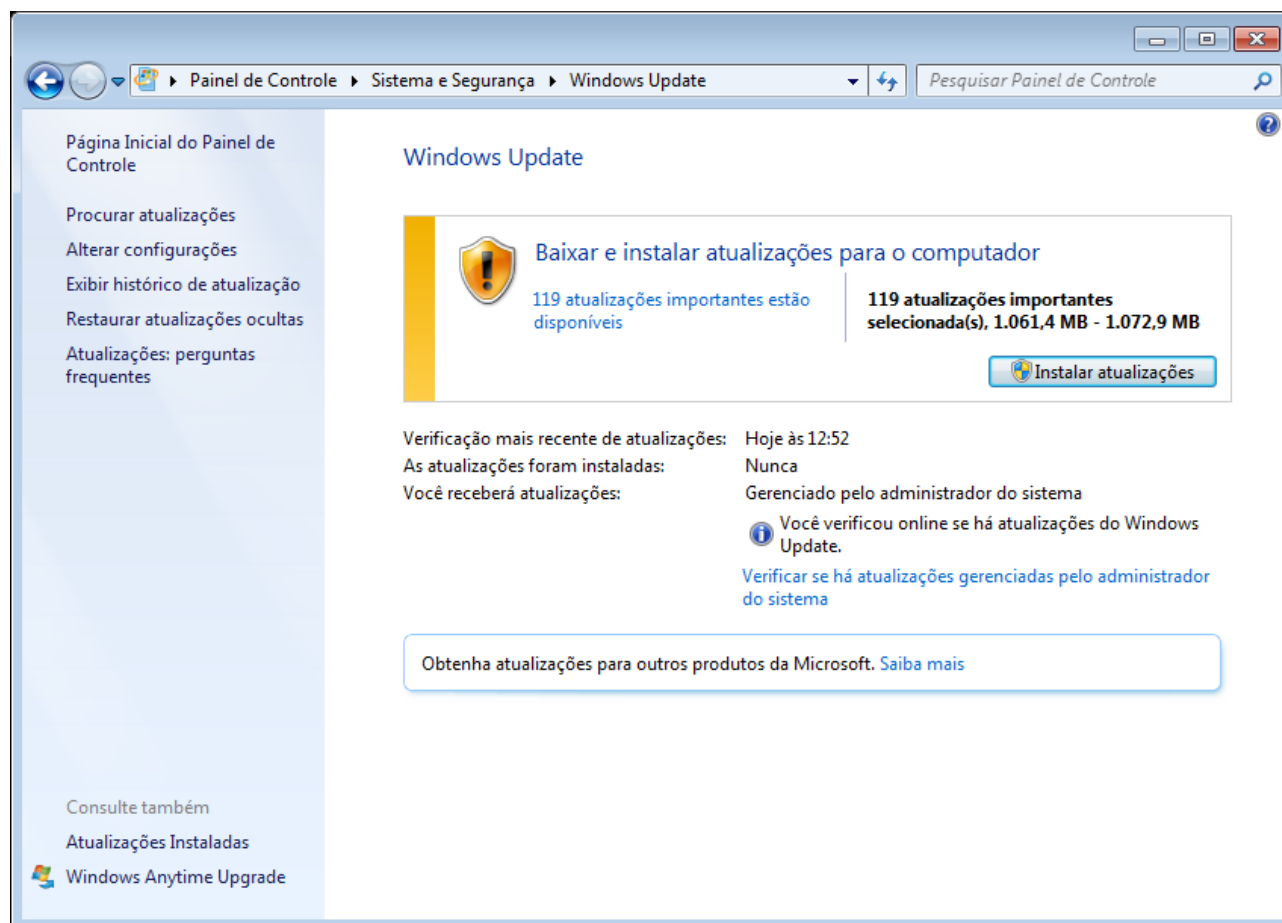 Painel de Controle Sistema e Segurança Windows Update
Pesquisar Painel de Controle
Página Inicial do Painel de
Controle
Procurar atualizações
Alterar configurações
Exibir histórico de atualização
Restaurar atualizações ocultas
Atualizações: perguntas
frequentes
Windows Update
Baixar e instalar atualizações para o computador
119 atualizações importantes estão
disponíveis
119 atualizações importantes
selecionada(s), 1.061,4 MB - 1.072,9 MB
Instalar atualizações
Verificação mais recente de atualizações: Hoje às 12:52
As atualizações foram instaladas: Nunca
Você receberá atualizações: Gerenciado pelo administrador do sistema
Você verificou online se há atualizações do Windows
Update.
Verificar se há atualizações gerenciadas pelo administrador
do sistema
Obtenha atualizações para outros produtos da Microsoft. Saiba mais
Consulte também
Atualizações Instaladas
Windows Anytime Upgrade